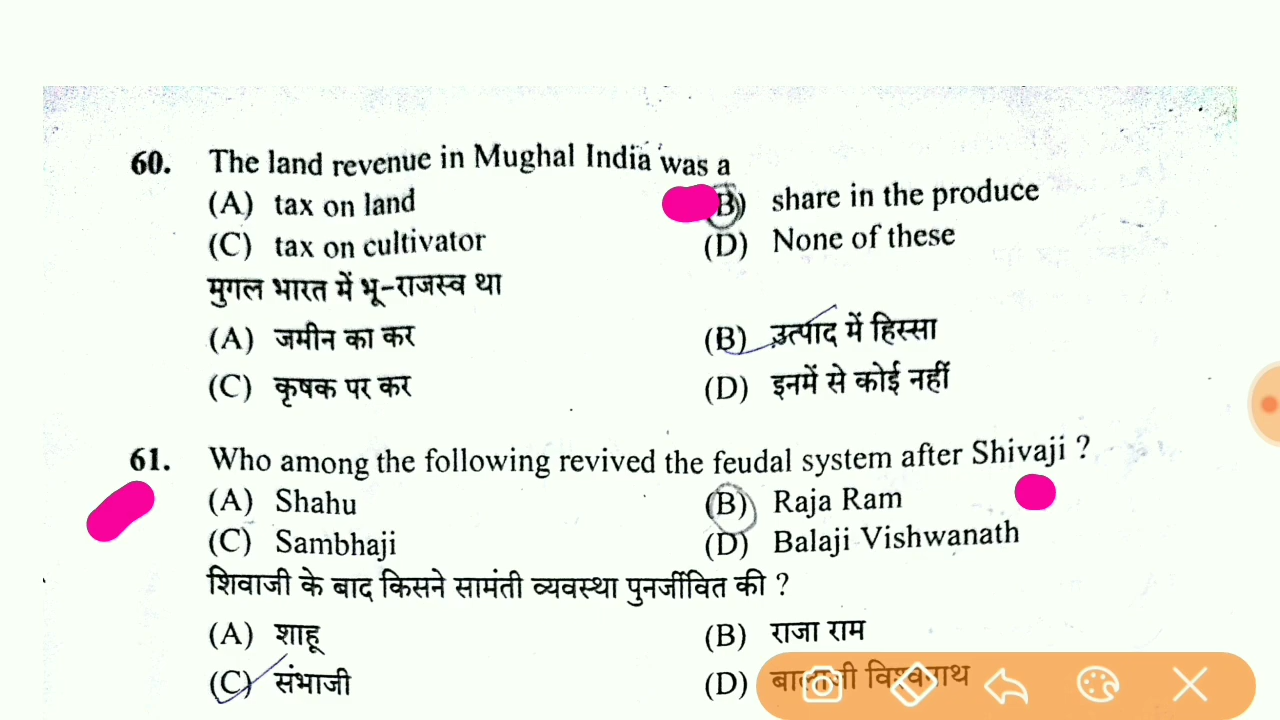 60. The land revenue in Mughal India was a
(A) tax on land (B) share in the produce
(C) tax on cultivator (D) None of these
मुगल भारत में भू-राजस्व था
(A) जमीन का कर (B) उत्पाद में हिस्सा
(C) कृषक पर कर (D) इनमें से कोई नहीं
61. Who among the following revived the feudal system after Shivaji ?
(A) Shahu (B) Raja Ram
(C) Sambhaji (D) Balaji Vishwanath
शिवाजी के बाद किसने सामंती व्यवस्था पुनर्जीवित की ?
(A) शाहू (B) राजा राम
(C) संभाजी (D) बालाजी विश्वनाथ